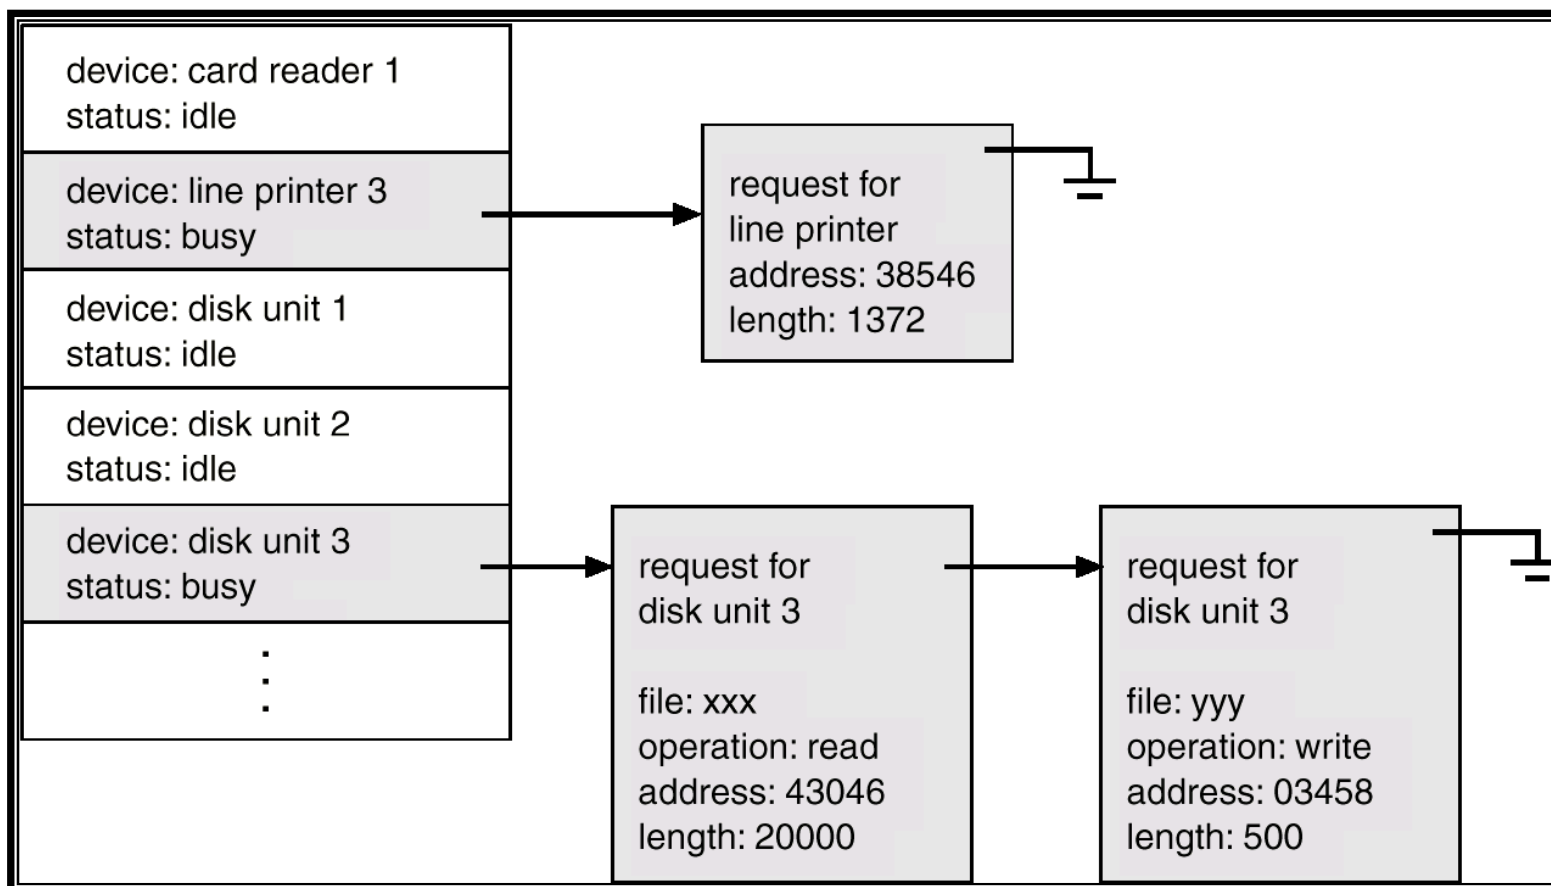 device: card reader 1
status: idle
device: line printer 3
status: busy
device: disk unit 1
status: idle
device: disk unit 2
status: idle
device: disk unit 3
status: busy
request for
line printer
address: 38546
length: 1372
request for
disk unit 3
file: xxx
operation: read
address: 43046
length: 20000
request for
disk unit 3
file: yyy
operation: write
address: 03458
length: 500